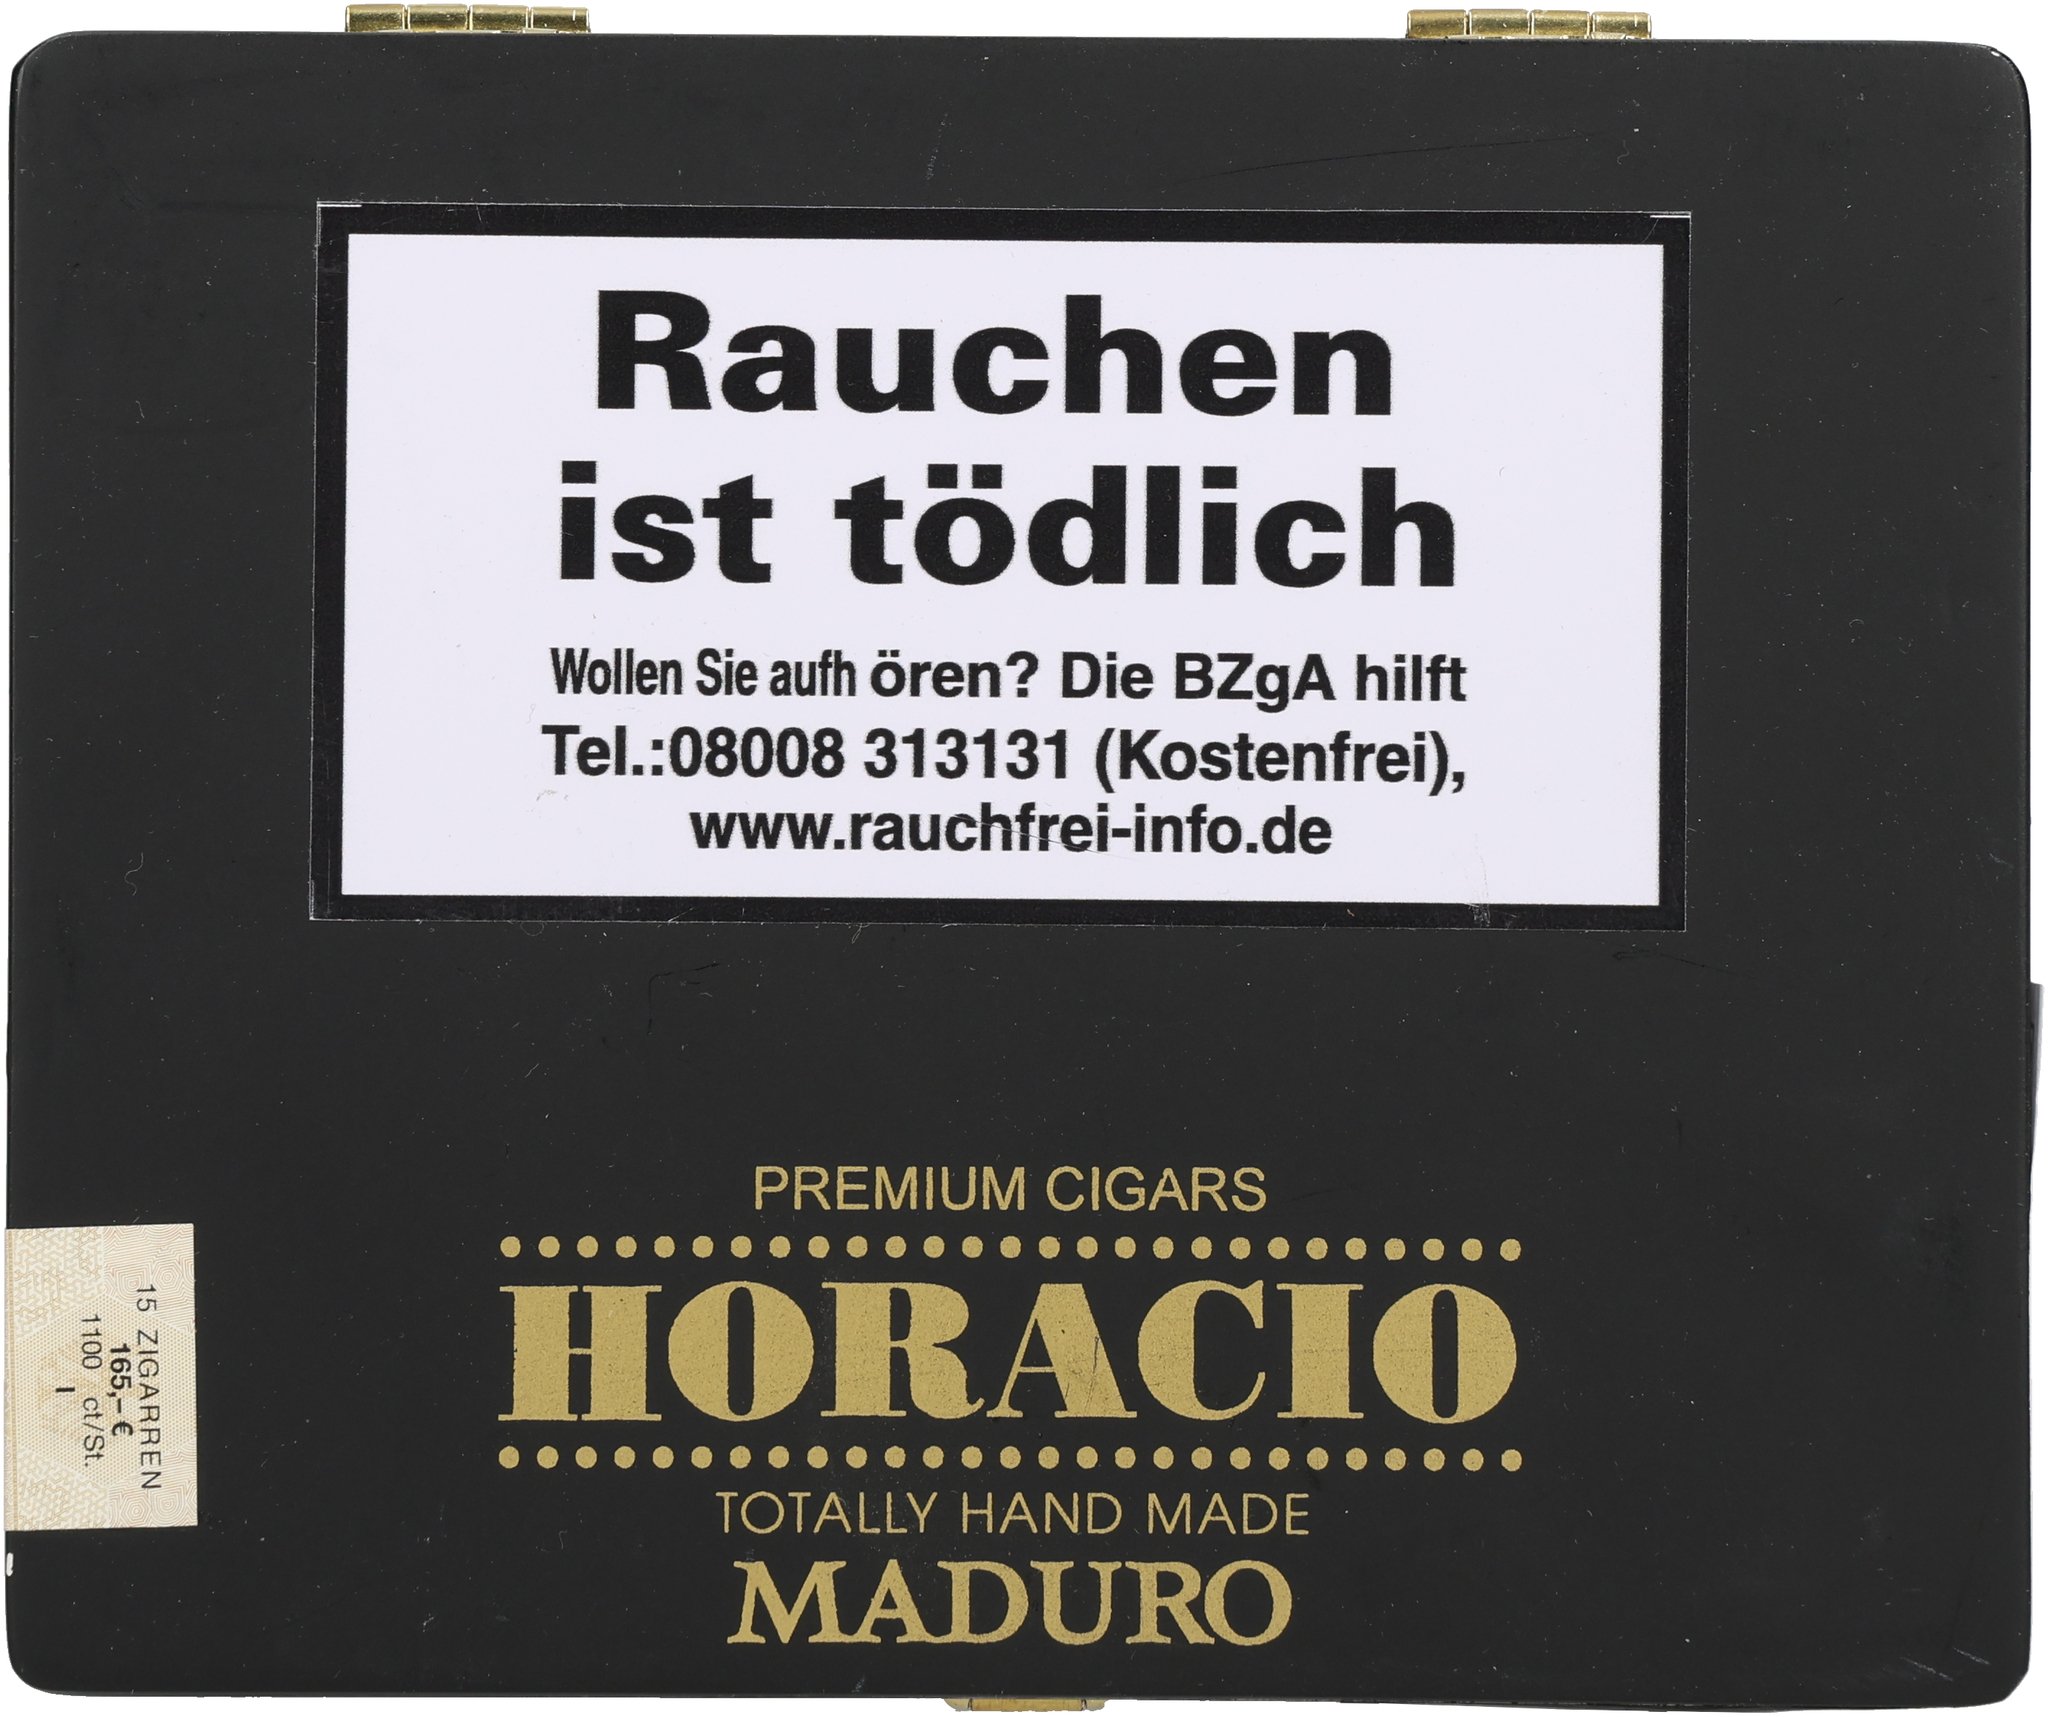 Rauchen
ist tödlich
Wollen Sie aufh ören? Die BZgA hilft
Tel.:08008 313131 (Kostenfrei),
www.rauchfrei-info.de
PREMIUM CIGARS
HORACIO
TOTALLY HAND MADE
MADURO
15 ZIGARREN
165,-€
1100 ct/St.
I